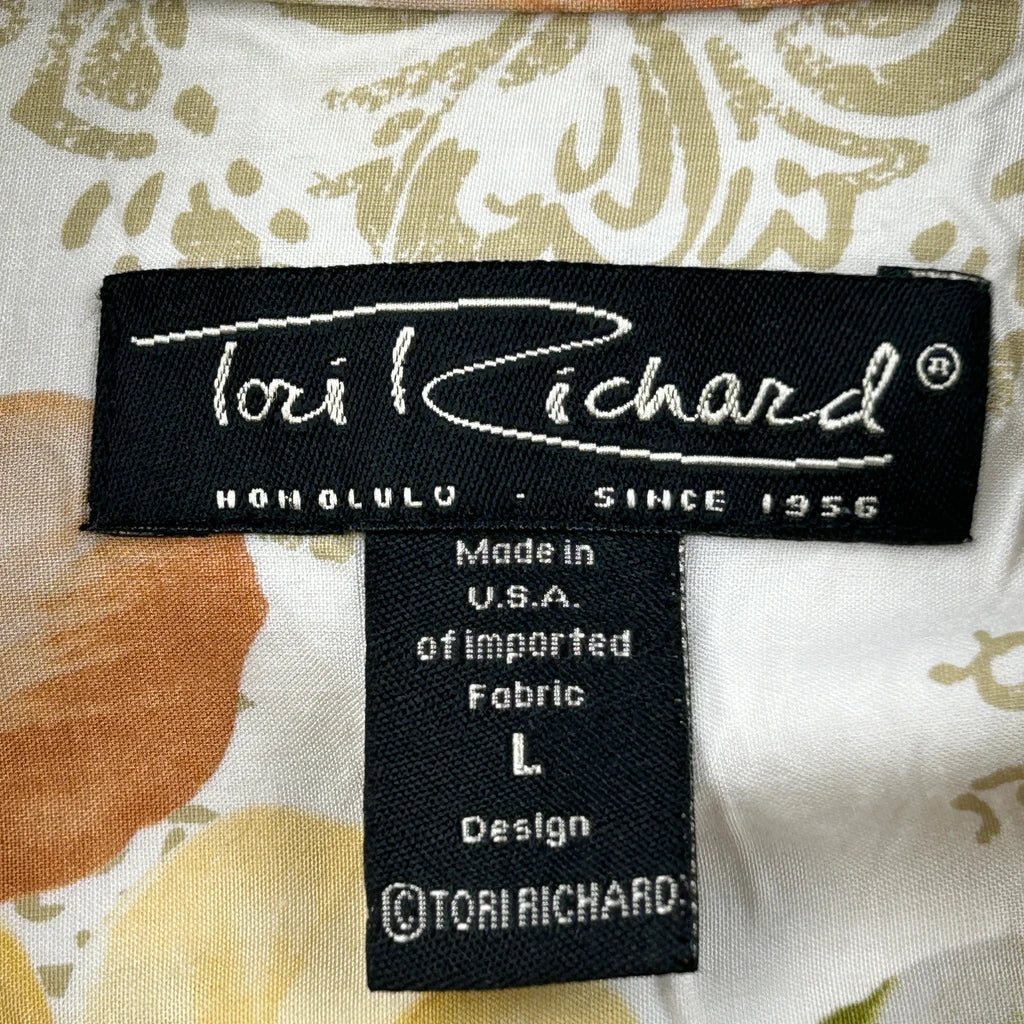 Tori Richard ®
HONOLULU · SINCE 1956
Made in
U.S.A.
of imported
Fabric
L
Design
©TORI RICHARD